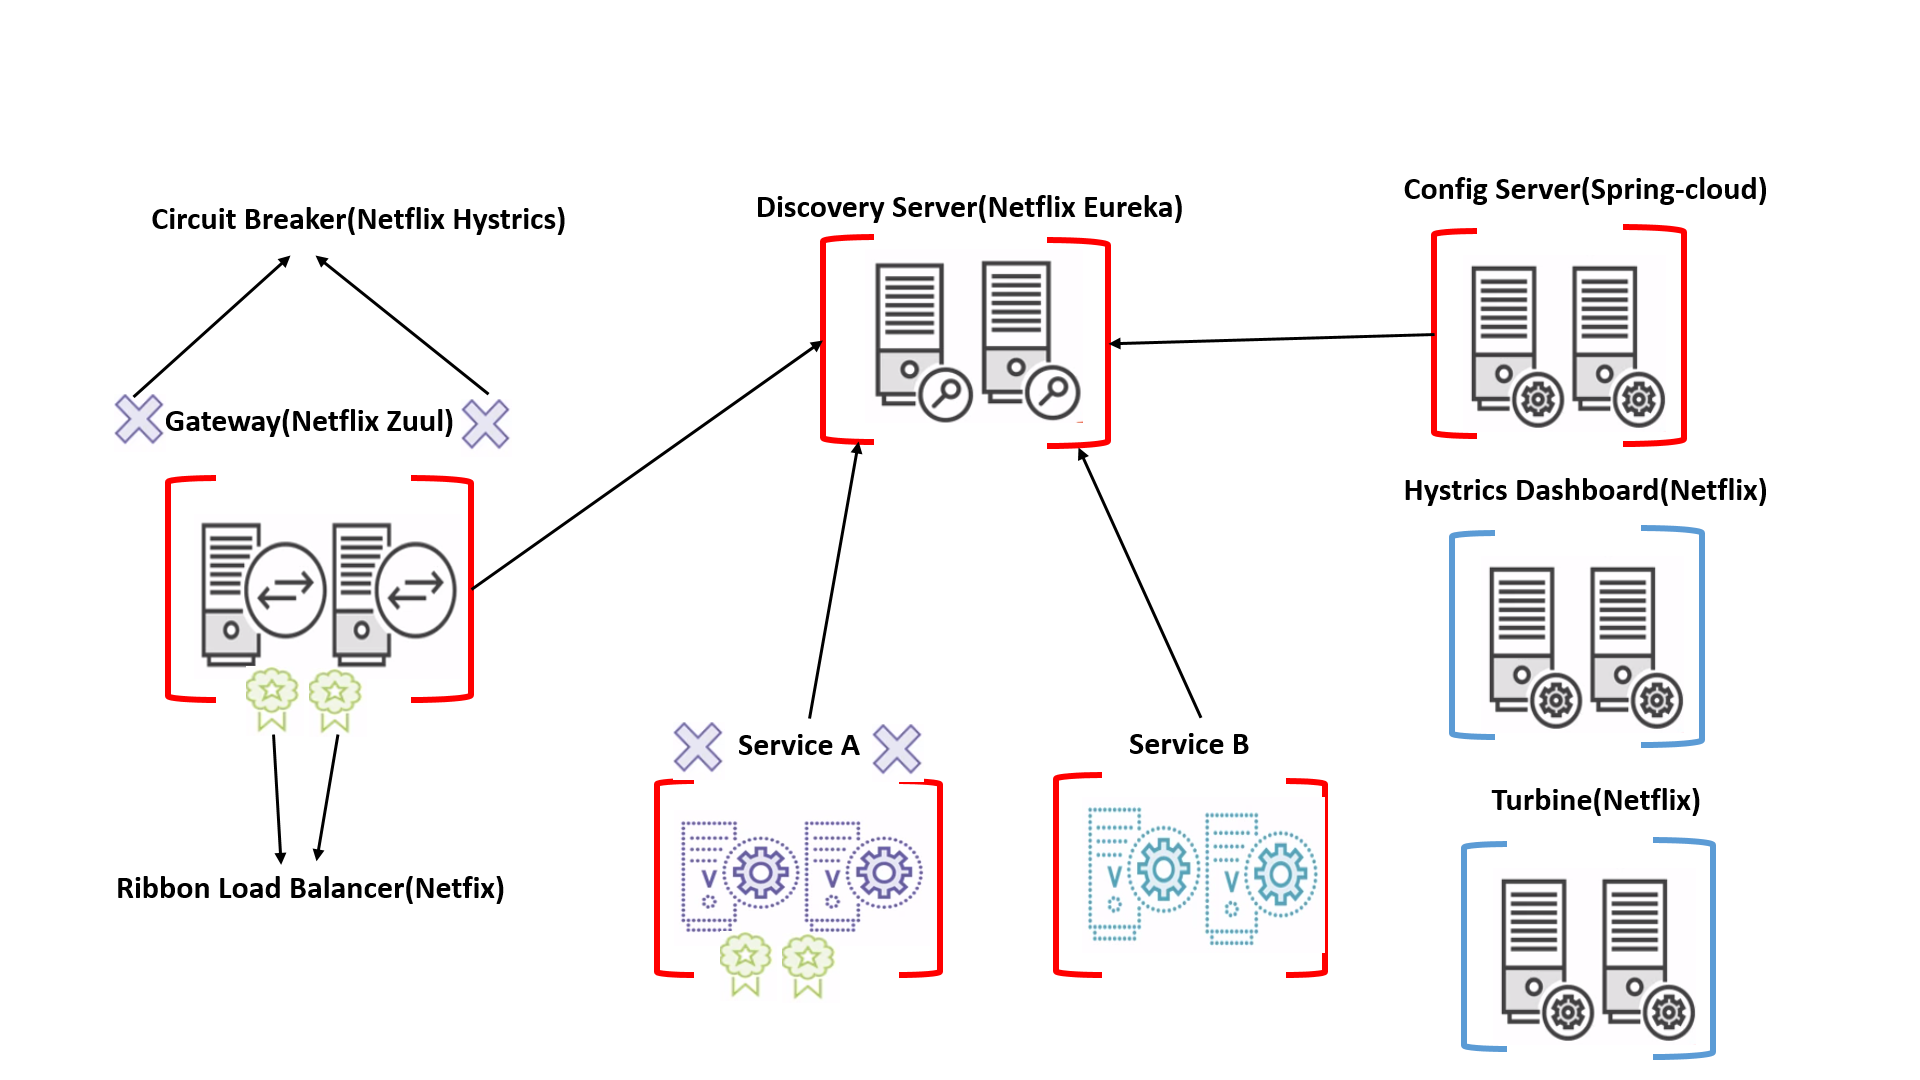 Circuit Breaker(Netflix Hystrics)
Discovery Server(Netflix Eureka)
Config Server(Spring-cloud)
Gateway(Netflix Zuul)
Hystrics Dashboard(Netflix)
Service A
Service B
Turbine(Netflix)
Ribbon Load Balancer(Netfix)